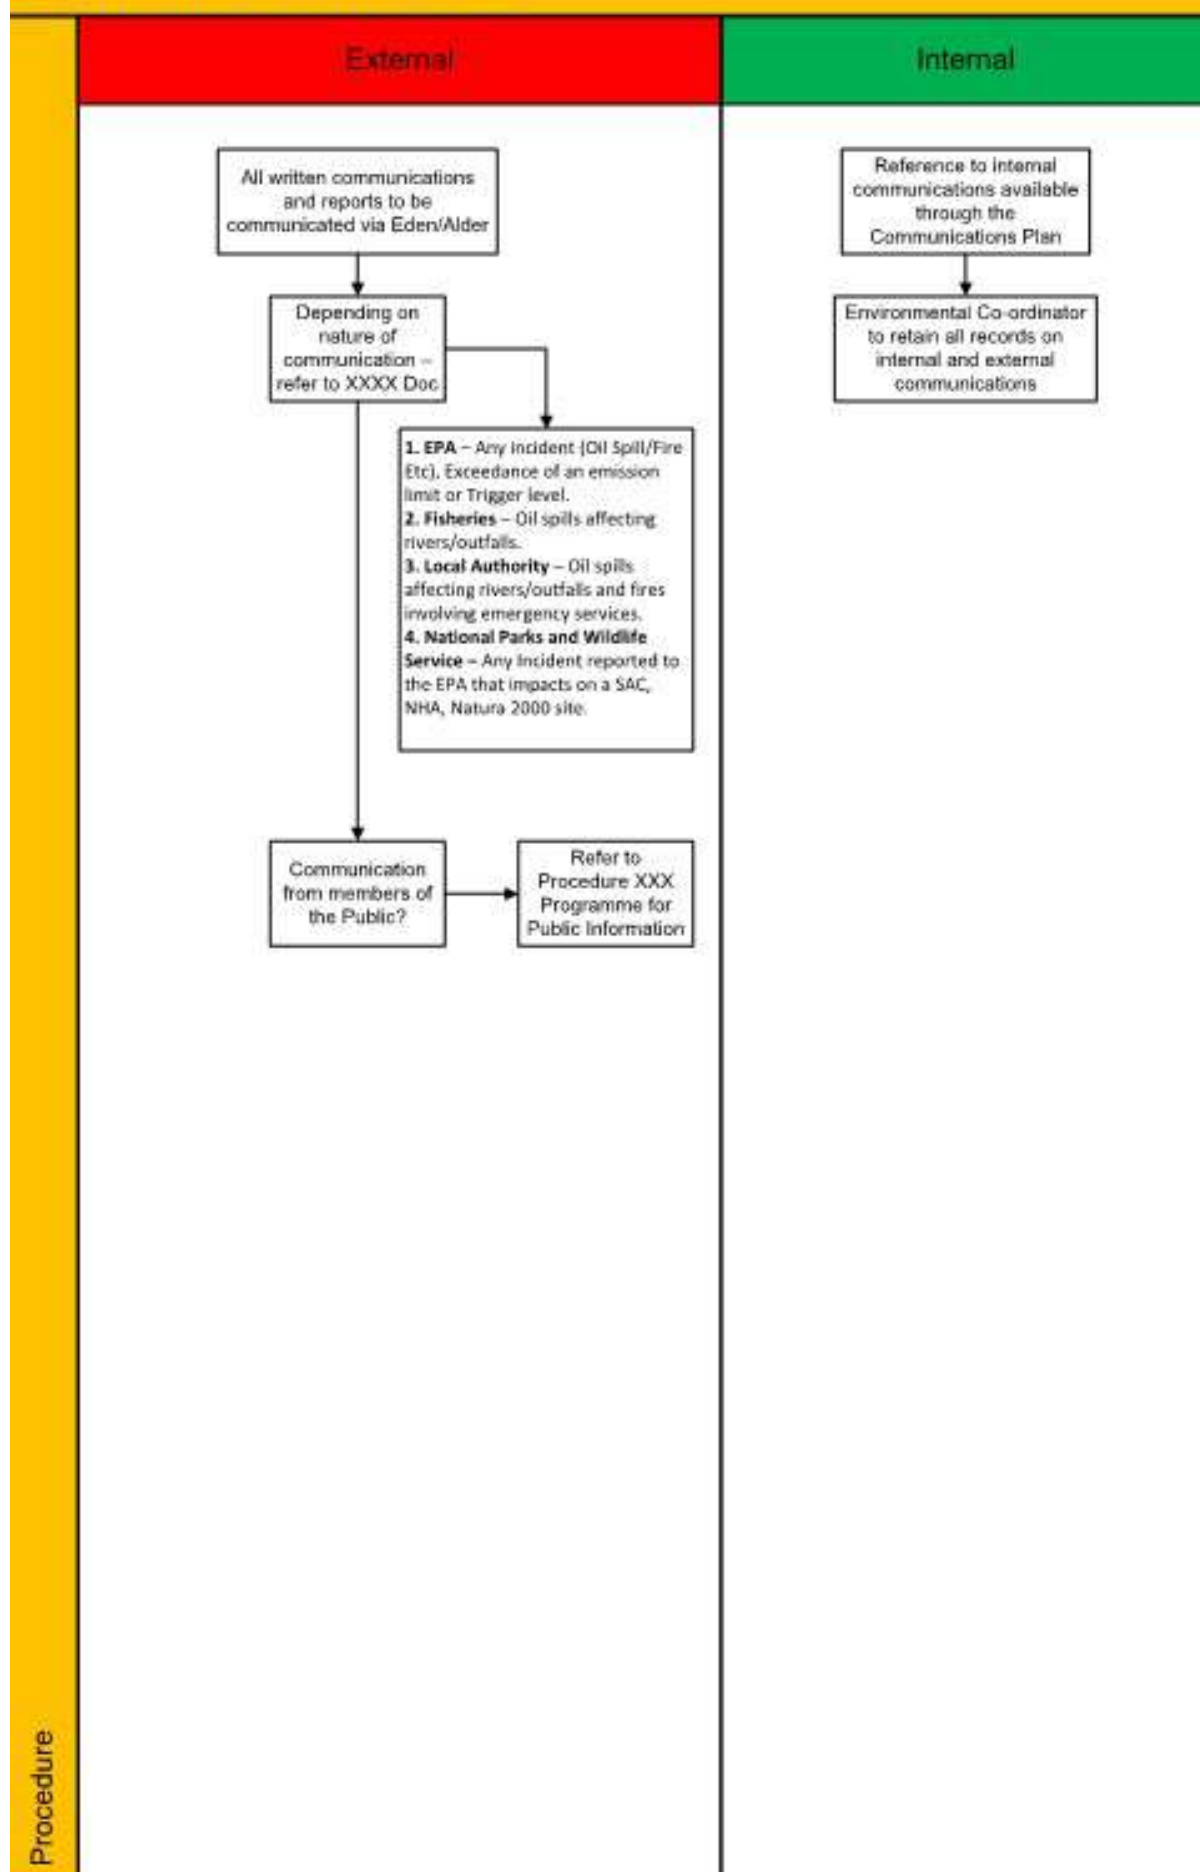 External
Internal
All written communications
and reports to be
communicated via Eden/Alder
Reference to internal
communications available
through the
Communications Plan
Depending on
nature of
communication –
refer to XXXX Doc
Environmental Co-ordinator
to retain all records on
internal and external
communications
1. EPA – Any incident (Oil Spill/Fire
Etc), Exceedance of an emission
limit or Trigger level.
2. Fisheries – Oil spills affecting
rivers/outfalls.
3. Local Authority – Oil spills
affecting rivers/outfalls and fires
involving emergency services.
4. National Parks and Wildlife
Service – Any Incident reported to
the EPA that impacts on a SAC,
NHA, Natura 2000 site.
Communication
from members of
the Public?
Refer to
Procedure XXX
Programme for
Public Information
Procedure